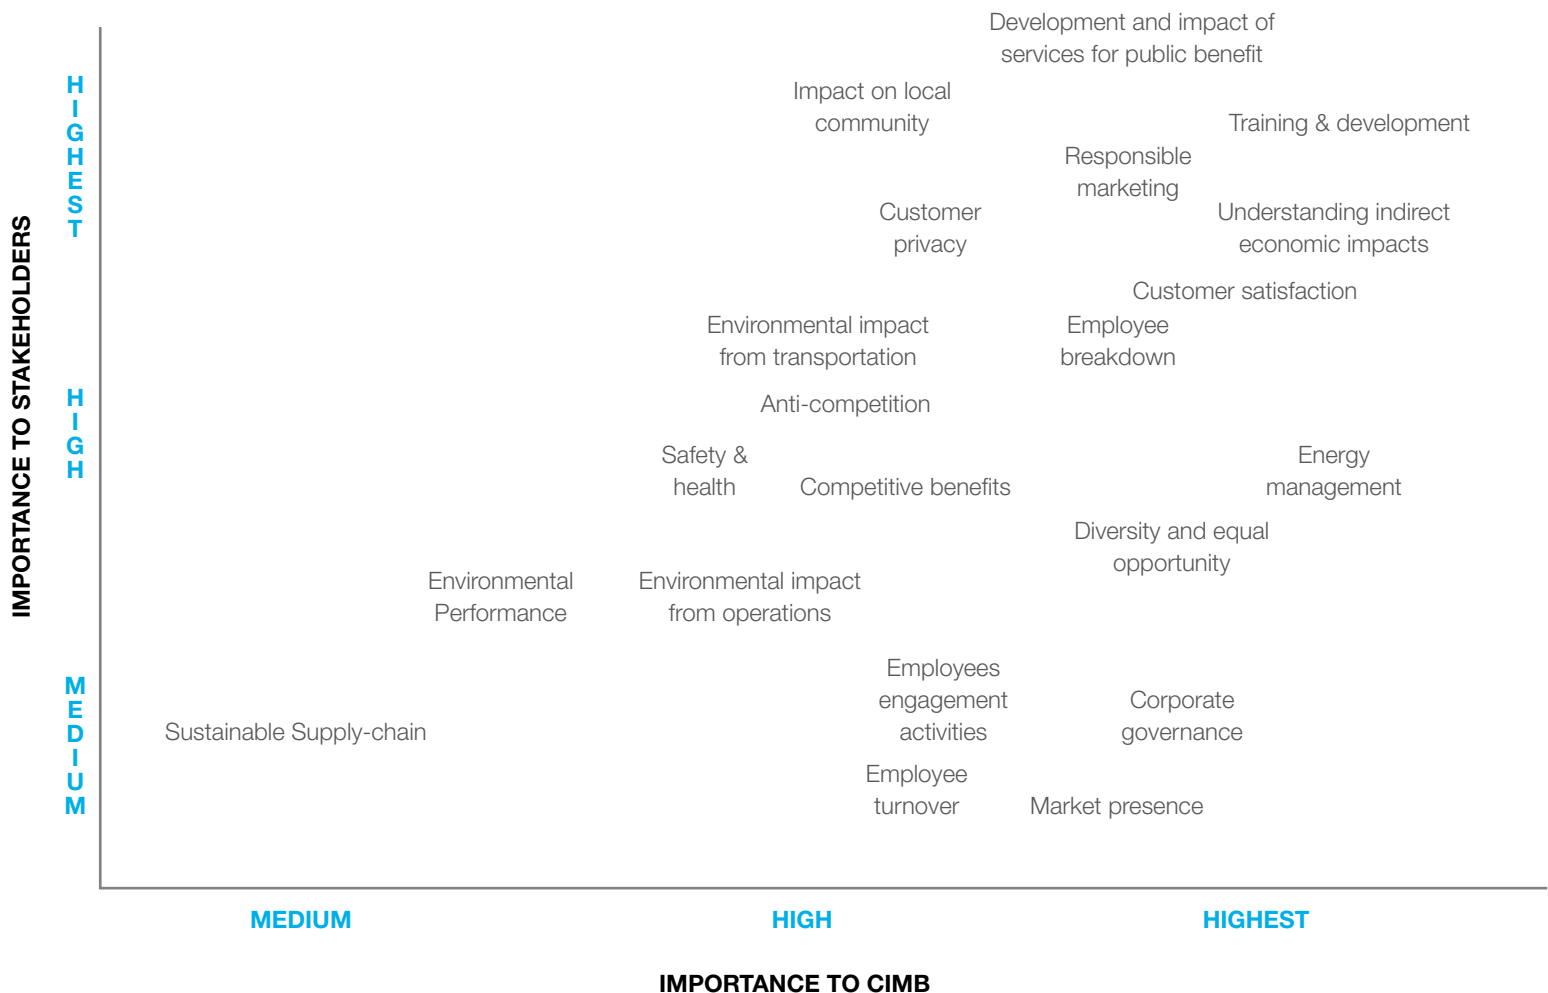 Development and impact of
services for public benefit
Impact on local
community
Training & development
Responsible
marketing
Customer
privacy
Understanding indirect
economic impacts
Customer satisfaction
Environmental impact
from transportation
Employee
breakdown
Anti-competition
Safety &
health
Competitive benefits
Energy
management
Diversity and equal
opportunity
Environmental
Performance
Environmental impact
from operations
Employees
engagement
activities
Corporate
governance
Sustainable Supply-chain
Employee
turnover
Market presence
IMPORTANCE TO STAKEHOLDERS
HIGHEST
HIGH
MEDIUM
MEDIUM
HIGH
HIGHEST
IMPORTANCE TO CIMB